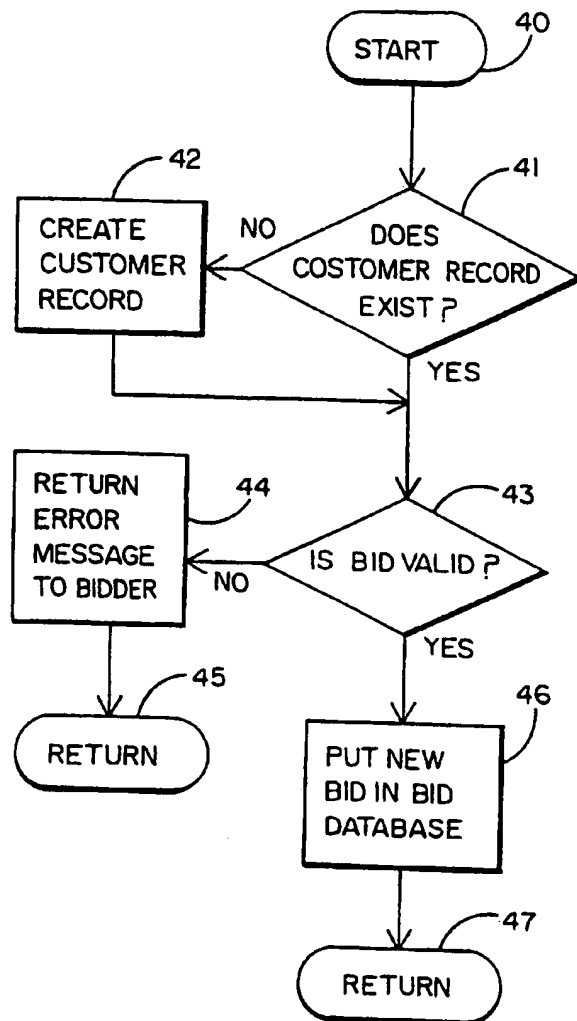 40
START
42
41
CREATE
CUSTOMER
RECORD
NO
DOES
COSTOMER RECORD
EXIST?
YES
RETURN
ERROR
MESSAGE
TO BIDDER
44
43
NO
IS BID VALID?
YES
45
RETURN
46
PUT NEW
BID IN BID
DATABASE
47
RETURN